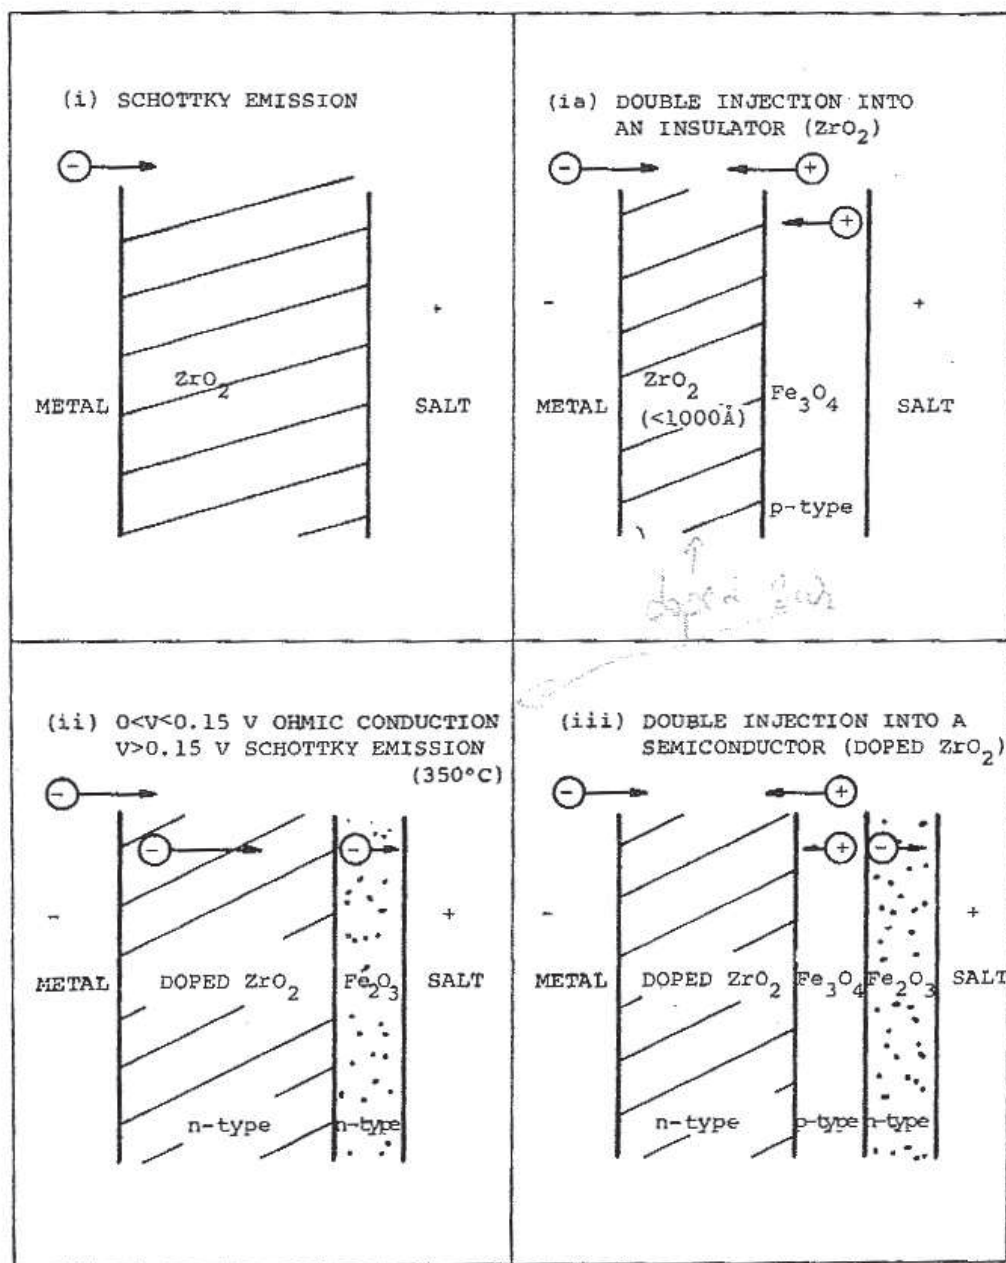 (i) SCHOTTKY EMISSION
-
METAL
ZrO2
+
SALT
(ia) DOUBLE INJECTION INTO
AN INSULATOR (ZrO2)
- +
+
- +
METAL
ZrO2
(<1000Å)
Fe3O4
SALT
p-type
doped
(ii) O<V<0.15 V OHMIC CONDUCTION
V>0.15 V SCHOTTKY EMISSION
(350°C)
-
- -
- +
METAL DOPED ZrO2 Fe2O3 SALT
n-type n-type
(iii) DOUBLE INJECTION INTO A
SEMICONDUCTOR (DOPED ZrO2)
- +
+ -
- +
METAL DOPED ZrO2 Fe3O4 Fe2O3 SALT
n-type p-type n-type